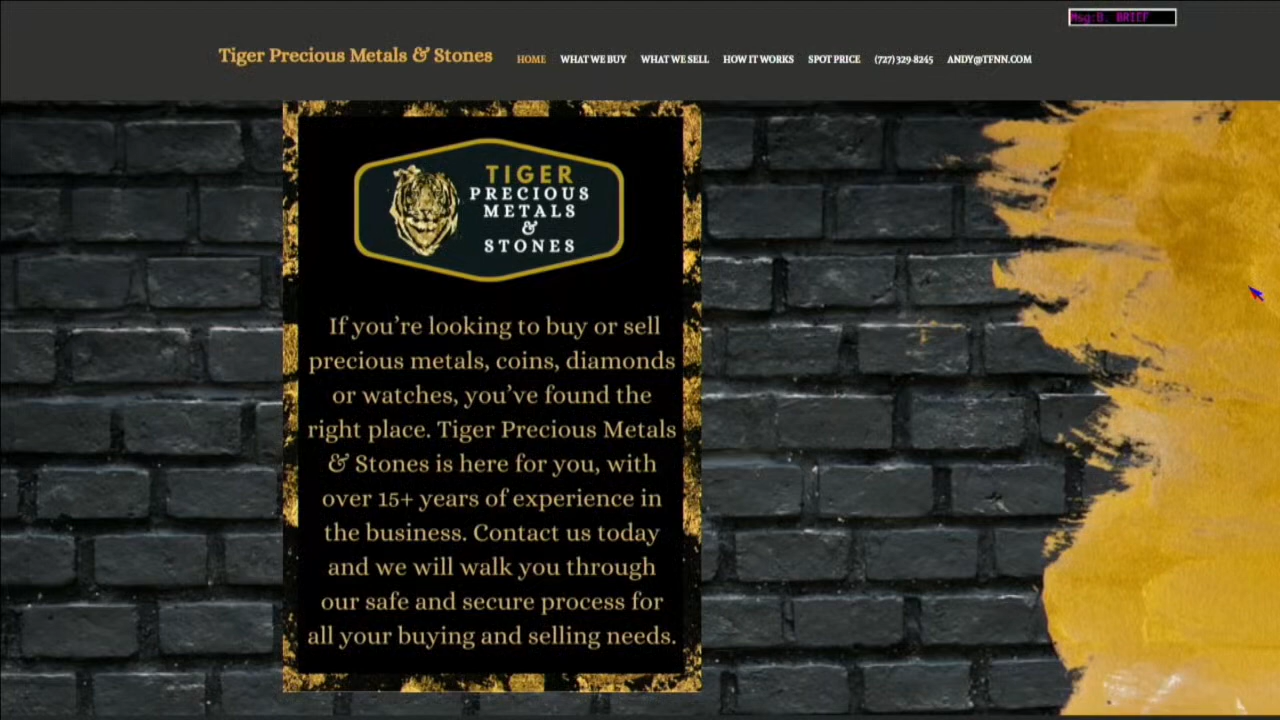 Msg:B. BRIEF
Tiger Precious Metals & Stones
HOME WHAT WE BUY WHAT WE SELL HOW IT WORKS SPOT PRICE (727) 329-8245 ANDY@TFNN.COM
TIGER
PRECIOUS
METALS
&
STONES
If you’re looking to buy or sell
precious metals, coins, diamonds
or watches, you’ve found the
right place. Tiger Precious Metals
& Stones is here for you, with
over 15+ years of experience in
the business. Contact us today
and we will walk you through
our safe and secure process for
all your buying and selling needs.